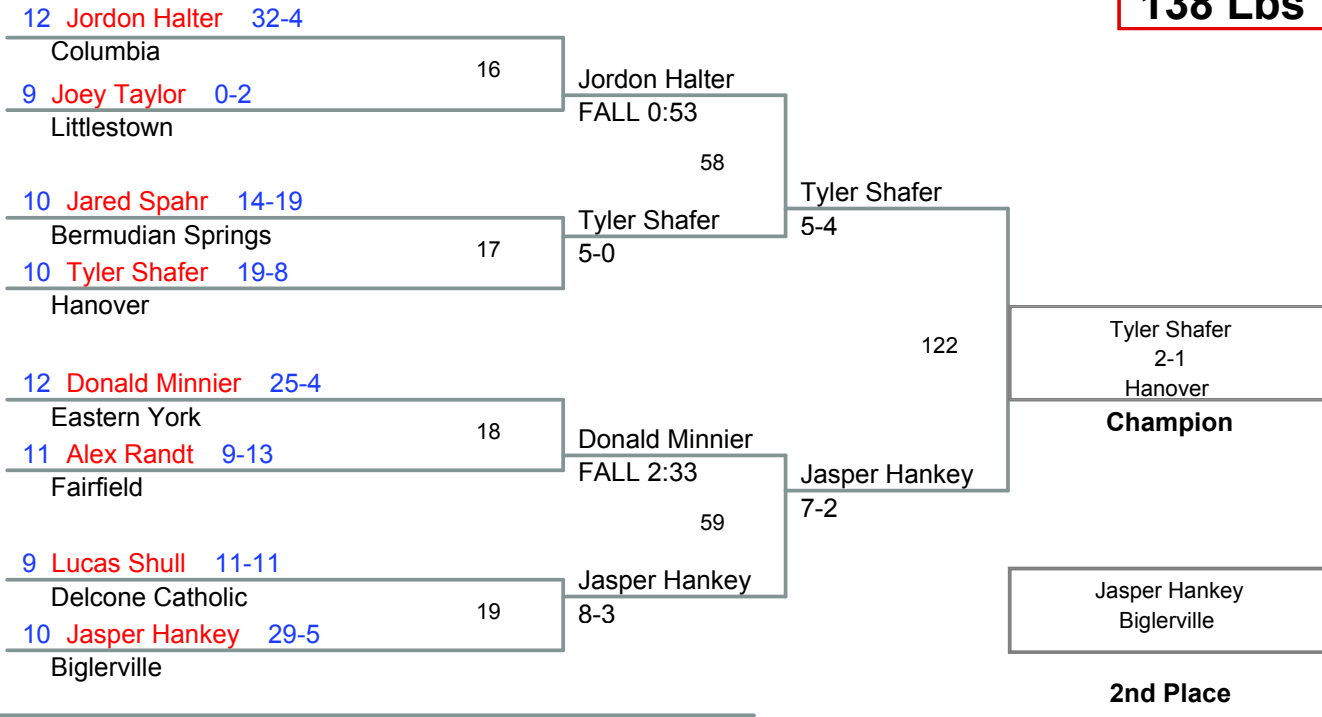 138 Lbs
12 Jordon Halter 32-4
Columbia
16
9 Joey Taylor 0-2
Littlestown
Jordon Halter
FALL 0:53
58
10 Jared Spahr 14-19
Bermudian Springs
17
10 Tyler Shafer 19-8
Hanover
Tyler Shafer
5-0
Tyler Shafer
5-4
122
12 Donald Minnier 25-4
Eastern York
18
11 Alex Randt 9-13
Fairfield
Donald Minnier
FALL 2:33
59
9 Lucas Shull 11-11
Delcone Catholic
19
10 Jasper Hankey 29-5
Biglerville
Jasper Hankey
8-3
Jasper Hankey
7-2
Tyler Shafer
2-1
Hanover
Champion
Jasper Hankey
Biglerville
2nd Place